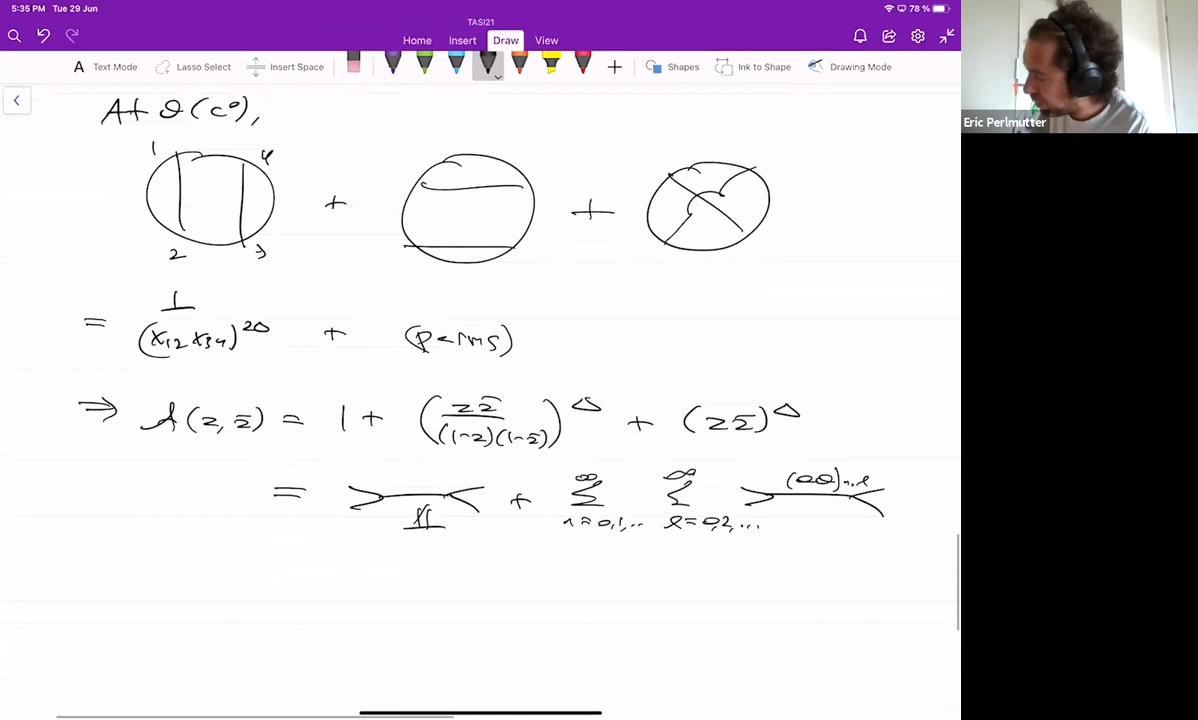 5:35 PM Tue 29 Jun
78 %
TASI21
Home Insert Draw View
Text Mode Lasso Select Insert Space Shapes Ink to Shape Drawing Mode
Eric Perlmutter
At O(c⁰),
1 4
+ +
2 3
= 1/(x₁₂x₃₄)^{2Δ} + (perms)
⇒ A(z, z̄) = 1 + (zz̄/((1-z)(1-z̄)))^Δ + (zz̄)^Δ
= 𝟙 + ∑_{n=0,1,...}^∞ ∑_{ℓ=0,2,...}^∞ [OO]_{n,ℓ}